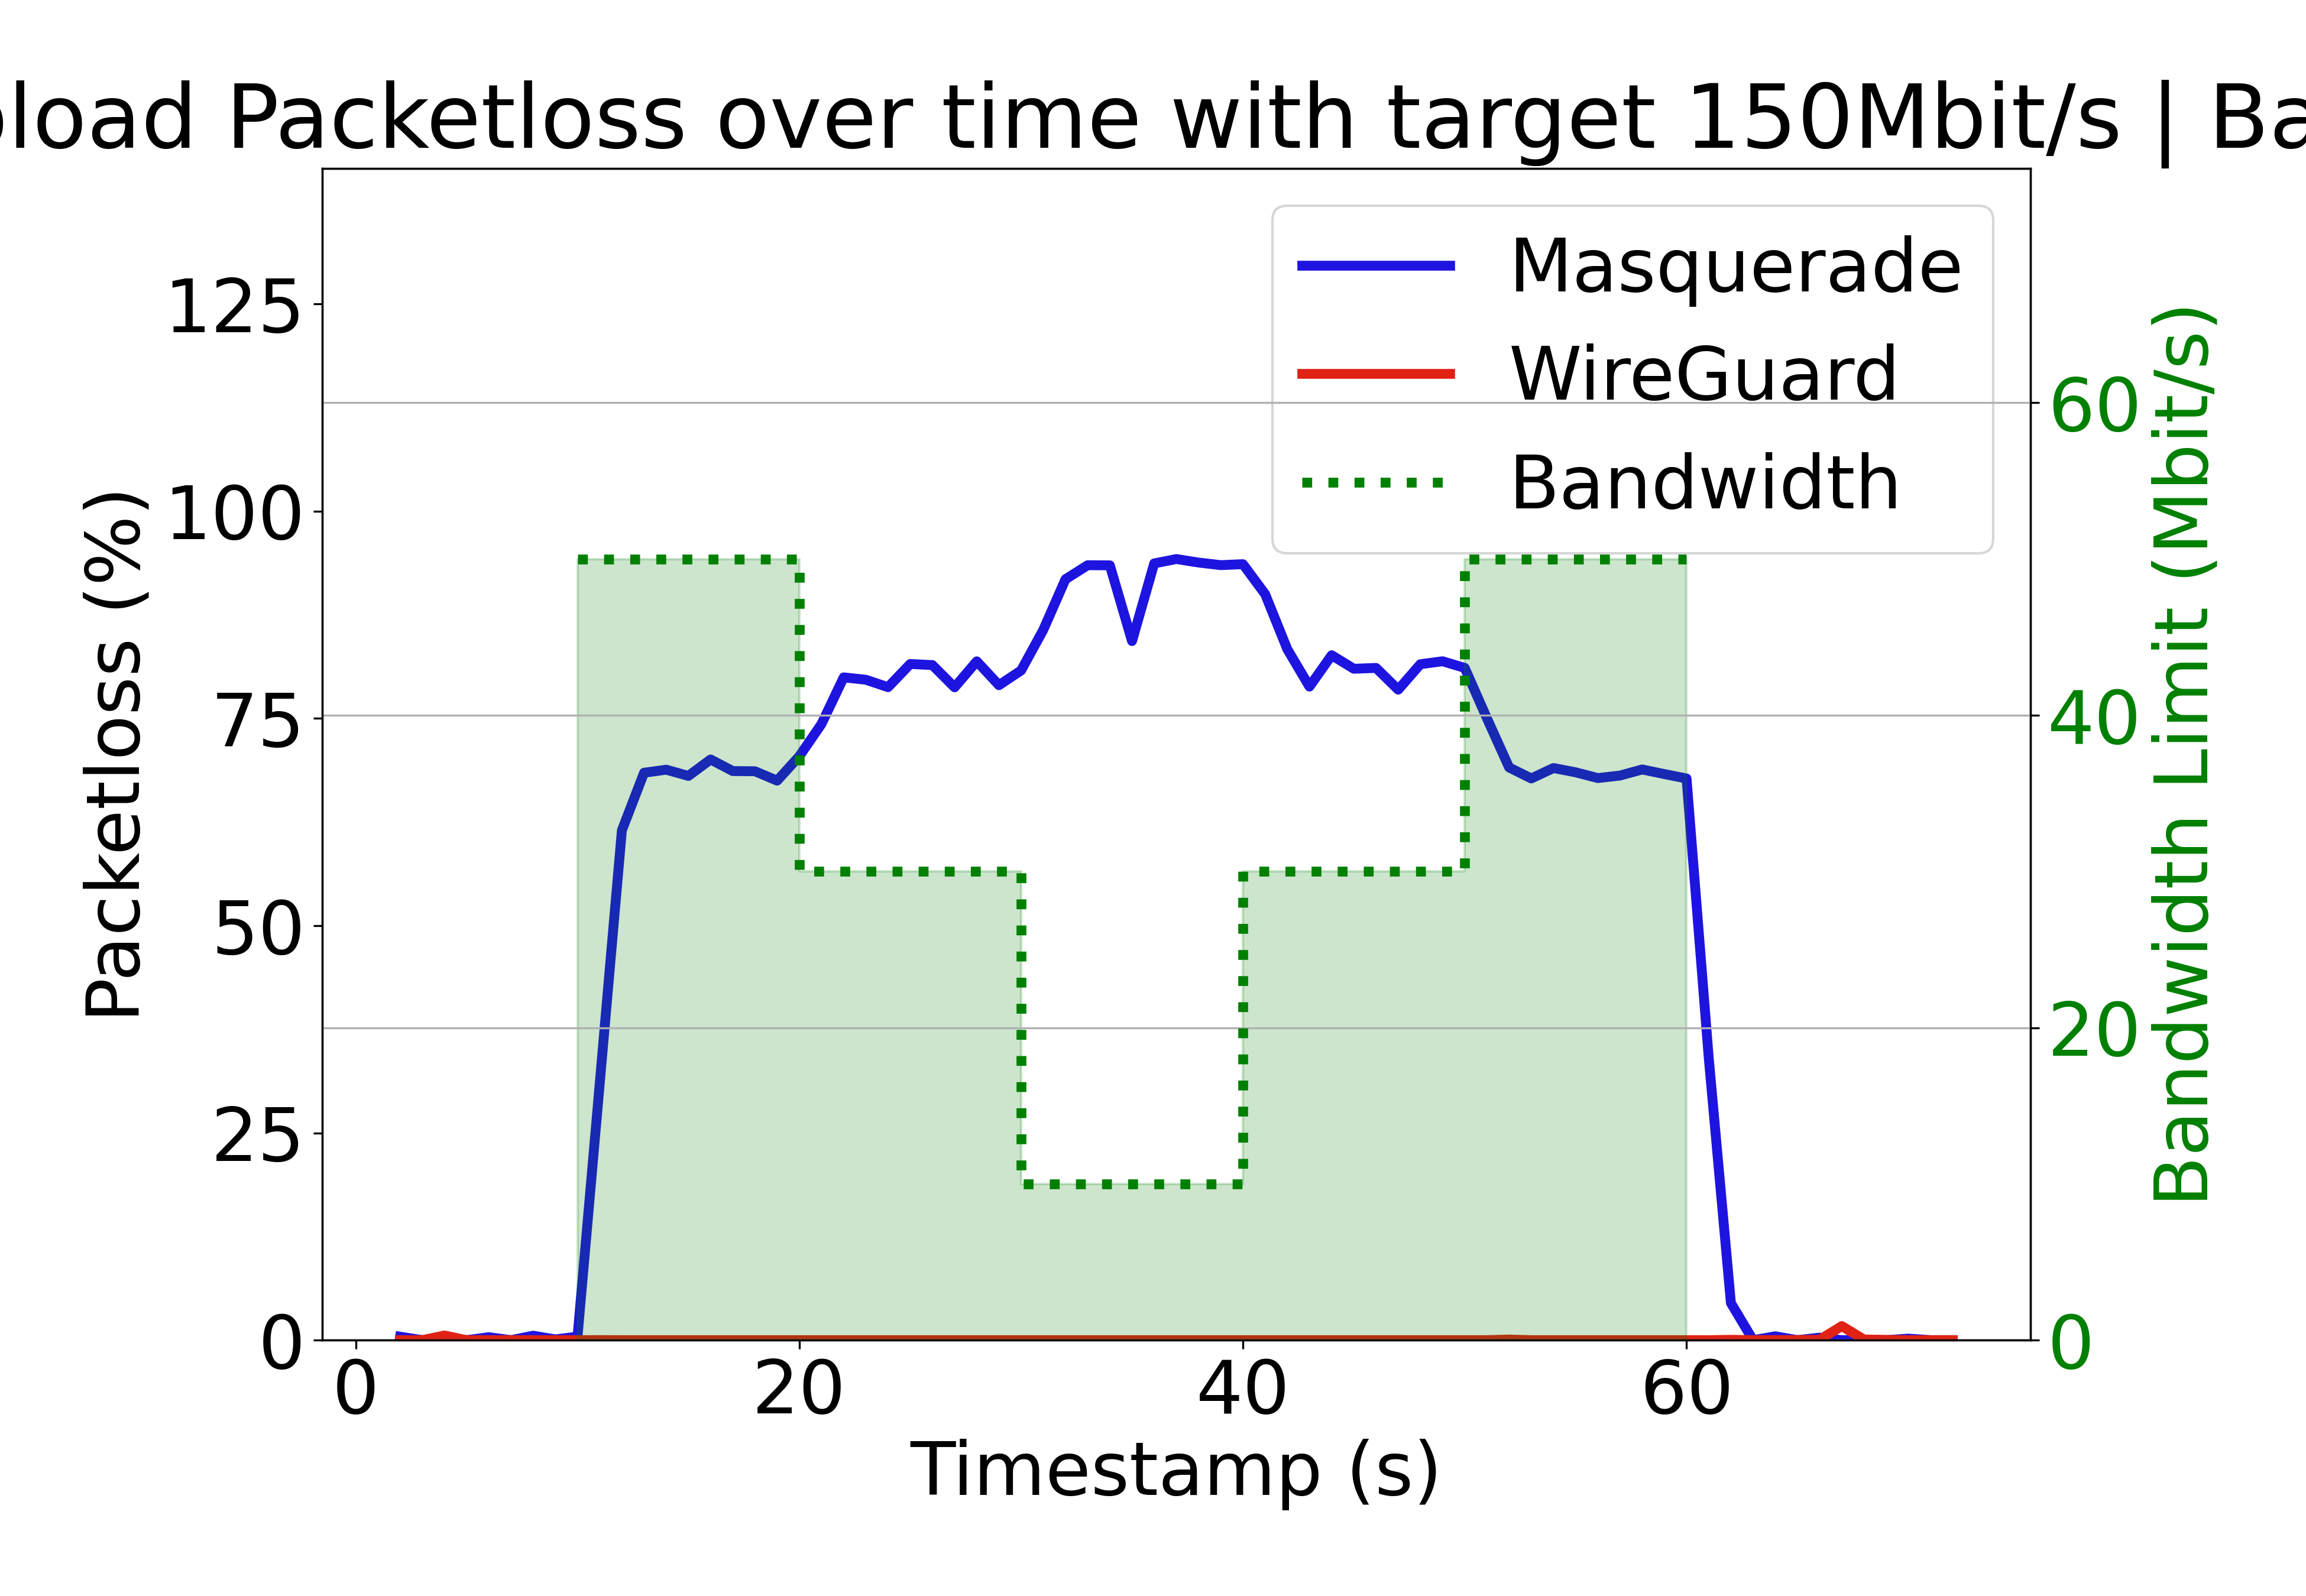 pload Packetloss over time with target 150Mbit/s | Ba
Masquerade
WireGuard
Bandwidth
Packetloss (%)
125
100
75
50
25
0
60
40
20
0
Bandwidth Limit (Mbit/s)
0 20 40 60
Timestamp (s)